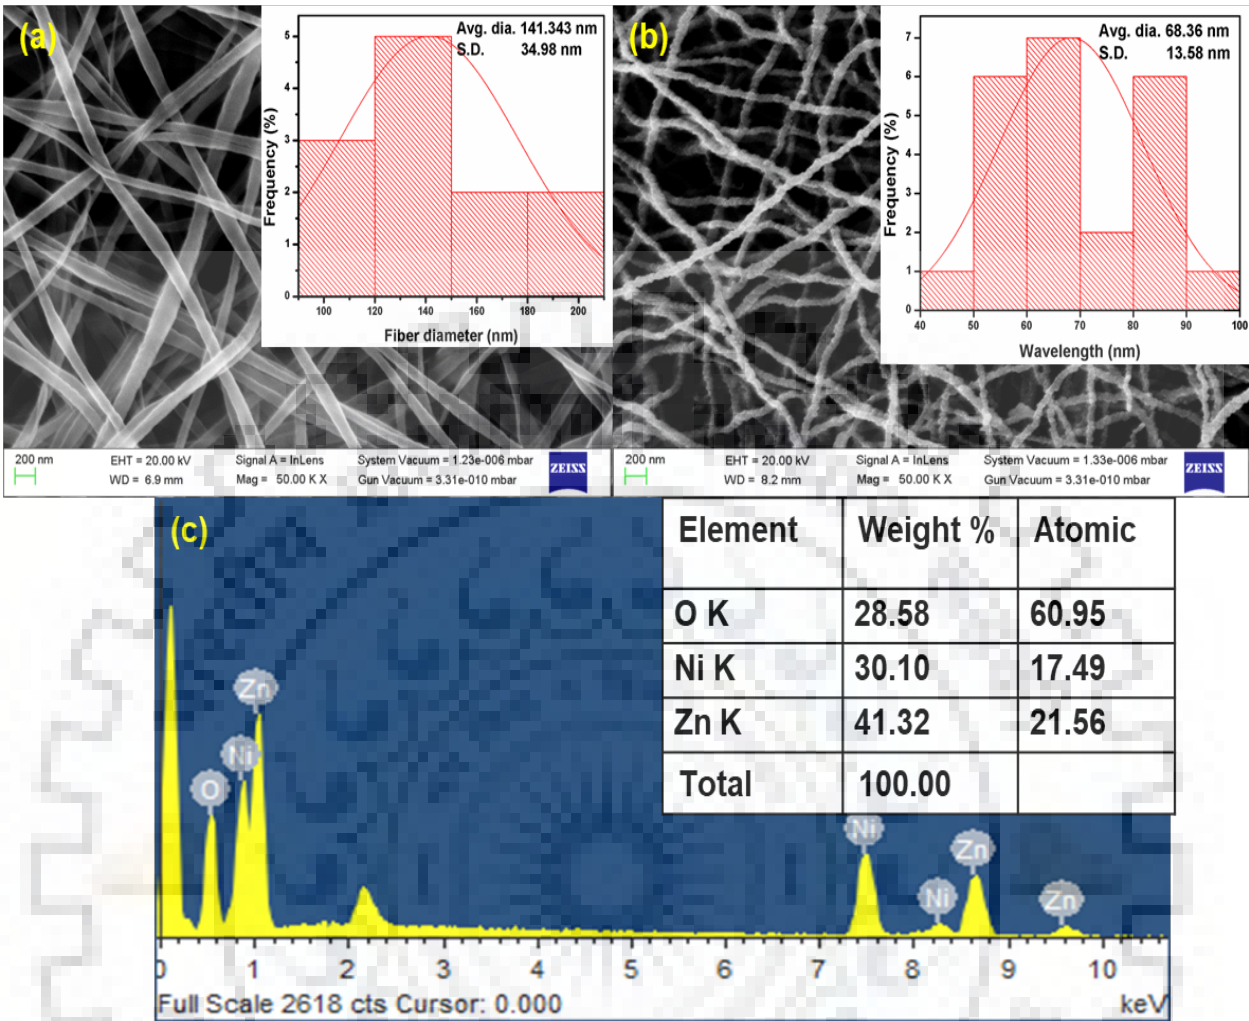 (a)
Avg. dia. 141.343 nm
S.D. 34.98 nm
Frequency (%)
5
4
3
2
1
0
100 120 140 160 180 200
Fiber diameter (nm)
200 nm
EHT = 20.00 kV Signal A = InLens System Vacuum = 1.23e-006 mbar
WD = 6.9 mm Mag = 50.00 K X Gun Vacuum = 3.31e-010 mbar
ZEISS
(b)
Avg. dia. 68.36 nm
S.D. 13.58 nm
Frequency (%)
7
6
5
4
3
2
1
0
40 50 60 70 80 90 100
Wavelength (nm)
200 nm
EHT = 20.00 kV Signal A = InLens System Vacuum = 1.33e-006 mbar
WD = 8.2 mm Mag = 50.00 K X Gun Vacuum = 3.31e-010 mbar
ZEISS
(c)
Element Weight % Atomic
O K 28.58 60.95
Ni K 30.10 17.49
Zn K 41.32 21.56
Total 100.00
Zn
Ni
O
Ni
Zn
Ni
Zn
0 1 2 3 4 5 6 7 8 9 10
Full Scale 2618 cts Cursor: 0.000 keV